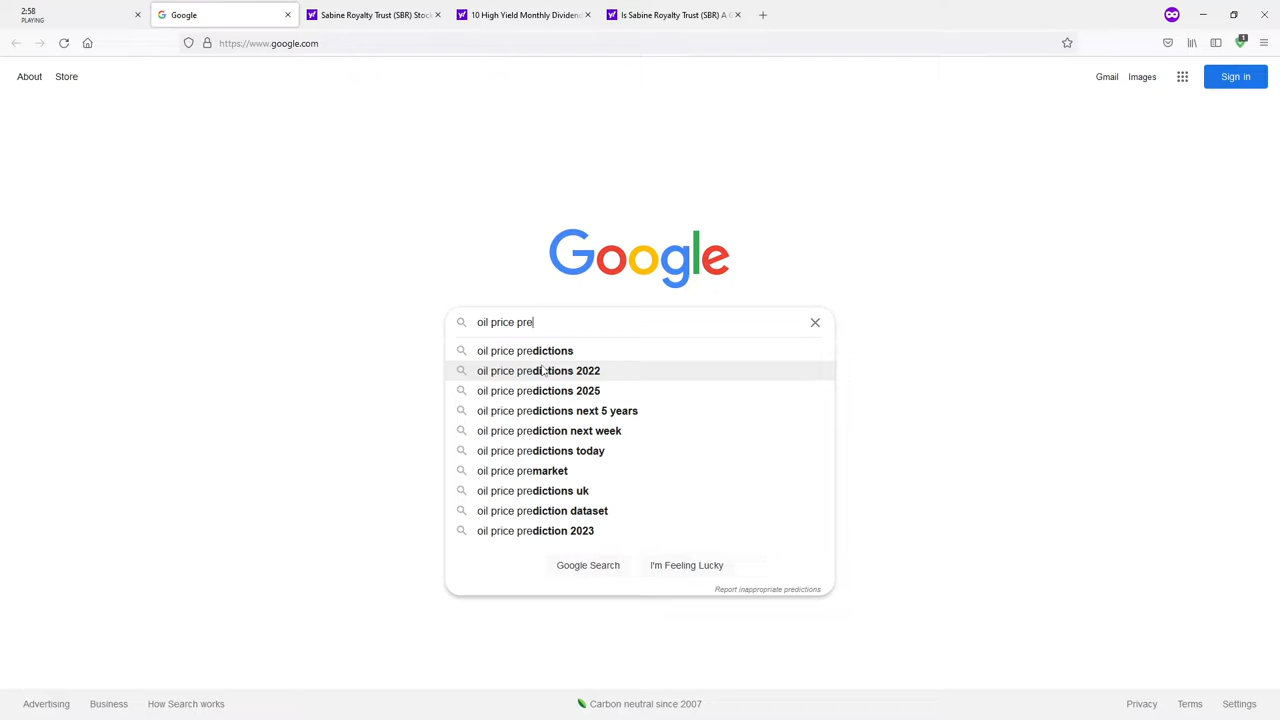 2:58
PLAYING
Google
Sabine Royalty Trust (SBR) Stoc
10 High Yield Monthly Dividen
Is Sabine Royalty Trust (SBR) A
https://www.google.com
1
About
Store
Gmail
Images
Sign in
Google
oil price pre
oil price predictions
oil price predictions 2022
oil price predictions 2025
oil price predictions next 5 years
oil price prediction next week
oil price predictions today
oil price premarket
oil price predictions uk
oil price prediction dataset
oil price prediction 2023
Google Search
I'm Feeling Lucky
Report inappropriate predictions
Advertising
Business
How Search works
Carbon neutral since 2007
Privacy
Terms
Settings